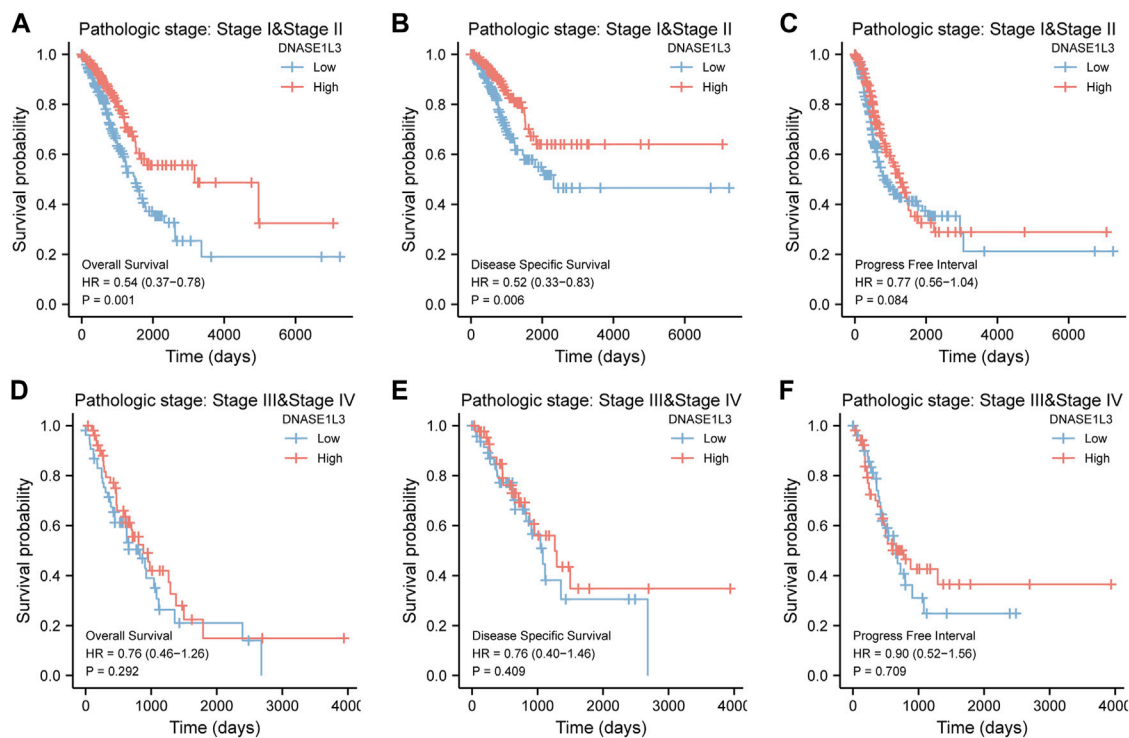 A
Pathologic stage: Stage I&Stage II
DNASE1L3
Low
High
1.0
0.8
0.6
0.4
0.2
0.0
Survival probability
Overall Survival
HR = 0.54 (0.37−0.78)
P = 0.001
0 2000 4000 6000
Time (days)
B
Pathologic stage: Stage I&Stage II
DNASE1L3
Low
High
1.0
0.8
0.6
0.4
0.2
0.0
Survival probability
Disease Specific Survival
HR = 0.52 (0.33−0.83)
P = 0.006
0 2000 4000 6000
Time (days)
C
Pathologic stage: Stage I&Stage II
DNASE1L3
Low
High
1.0
0.8
0.6
0.4
0.2
0.0
Survival probability
Progress Free Interval
HR = 0.77 (0.56−1.04)
P = 0.084
0 2000 4000 6000
Time (days)
D
Pathologic stage: Stage III&Stage IV
DNASE1L3
Low
High
1.0
0.8
0.6
0.4
0.2
0.0
Survival probability
Overall Survival
HR = 0.76 (0.46−1.26)
P = 0.292
0 1000 2000 3000 4000
Time (days)
E
Pathologic stage: Stage III&Stage IV
DNASE1L3
Low
High
1.0
0.8
0.6
0.4
0.2
0.0
Survival probability
Disease Specific Survival
HR = 0.76 (0.40−1.46)
P = 0.409
0 1000 2000 3000 4000
Time (days)
F
Pathologic stage: Stage III&Stage IV
DNASE1L3
Low
High
1.0
0.8
0.6
0.4
0.2
0.0
Survival probability
Progress Free Interval
HR = 0.90 (0.52−1.56)
P = 0.709
0 1000 2000 3000 400
Time (days)